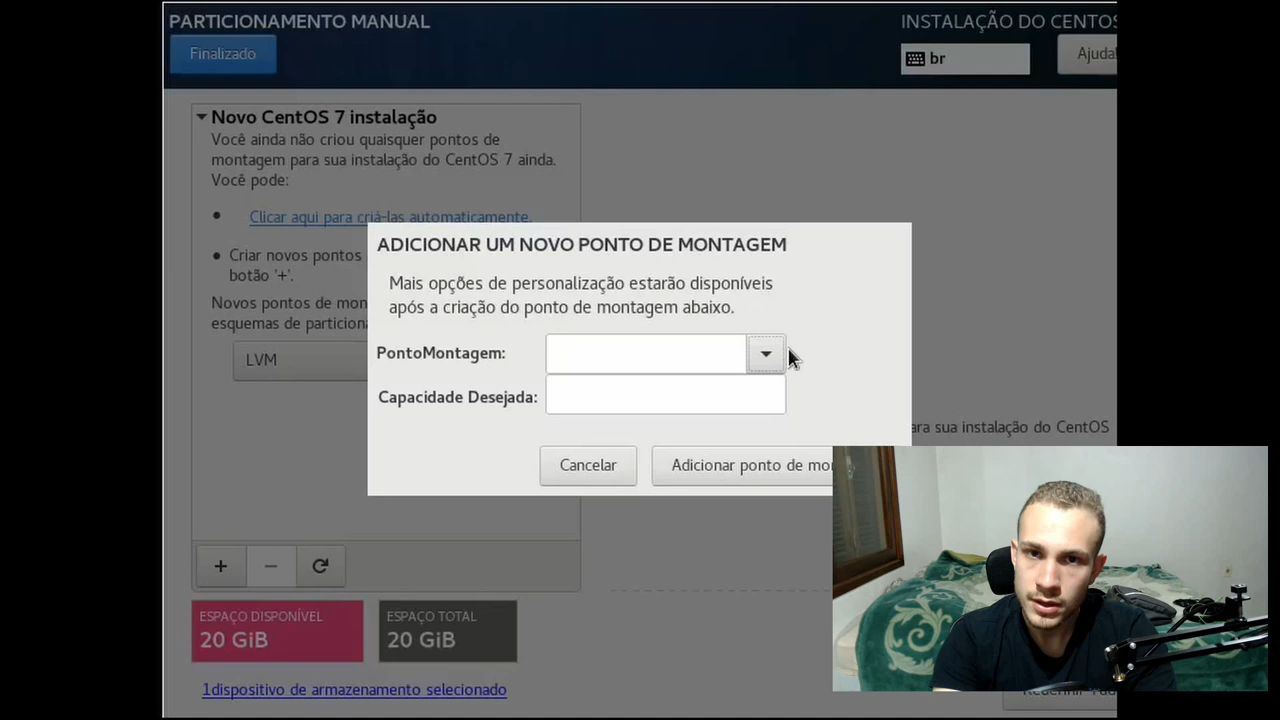 PARTICIONAMENTO MANUAL
INSTALAÇÃO DO CENTOS
Finalizado
br
Ajuda!
Novo CentOS 7 instalação
Você ainda não criou quaisquer pontos de
montagem para sua instalação do CentOS 7 ainda.
Você pode:
Clicar aqui para criá-las automaticamente.
Criar novos pontos
botão '+'.
Novos pontos de mon
esquemas de particiona
LVM
ADICIONAR UM NOVO PONTO DE MONTAGEM
Mais opções de personalização estarão disponíveis
após a criação do ponto de montagem abaixo.
PontoMontagem:
Capacidade Desejada:
Cancelar
Adicionar ponto de mon
ara sua instalação do CentOS
ESPAÇO DISPONÍVEL
20 GiB
ESPAÇO TOTAL
20 GiB
1dispositivo de armazenamento selecionado